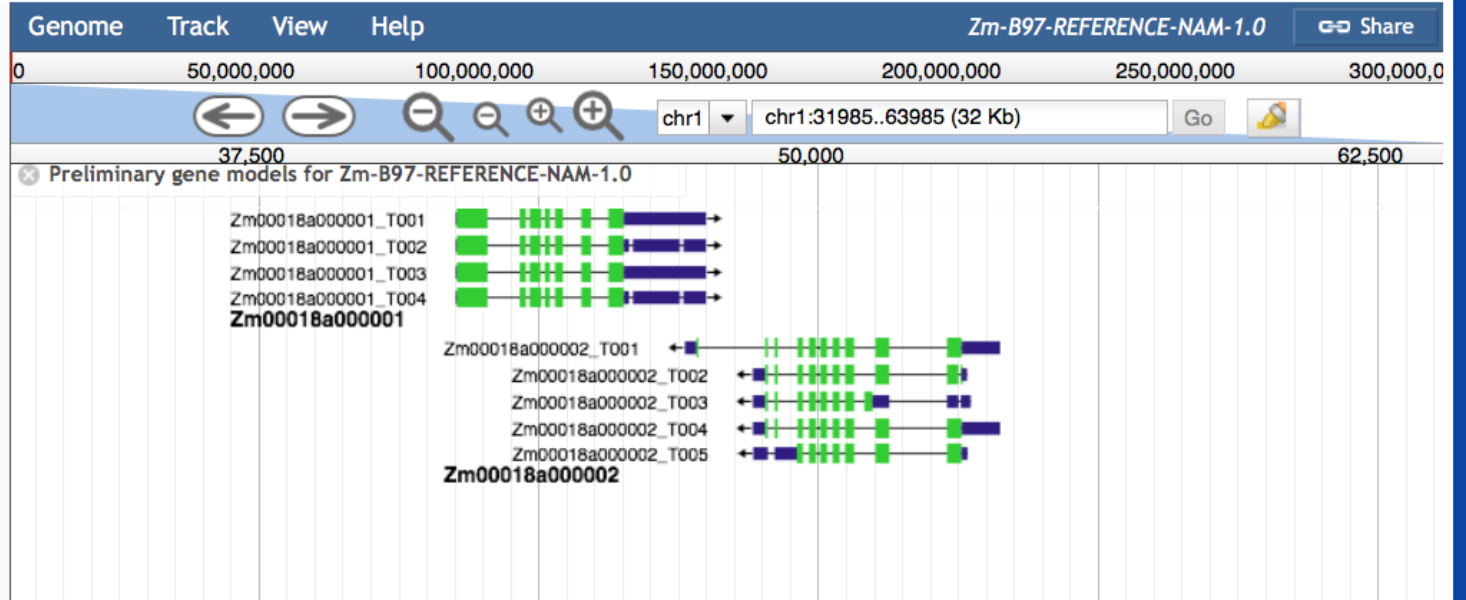 Genome Track View Help Zm-B97-REFERENCE-NAM-1.0 Share
0 50,000,000 100,000,000 150,000,000 200,000,000 250,000,000 300,000,0
chr1 chr1:31985..63985 (32 Kb) Go
37,500 50,000 62,500
Preliminary gene models for Zm-B97-REFERENCE-NAM-1.0
Zm00018a000001_T001
Zm00018a000001_T002
Zm00018a000001_T003
Zm00018a000001_T004
Zm00018a000001
Zm00018a000002_T001
Zm00018a000002_T002
Zm00018a000002_T003
Zm00018a000002_T004
Zm00018a000002_T005
Zm00018a000002